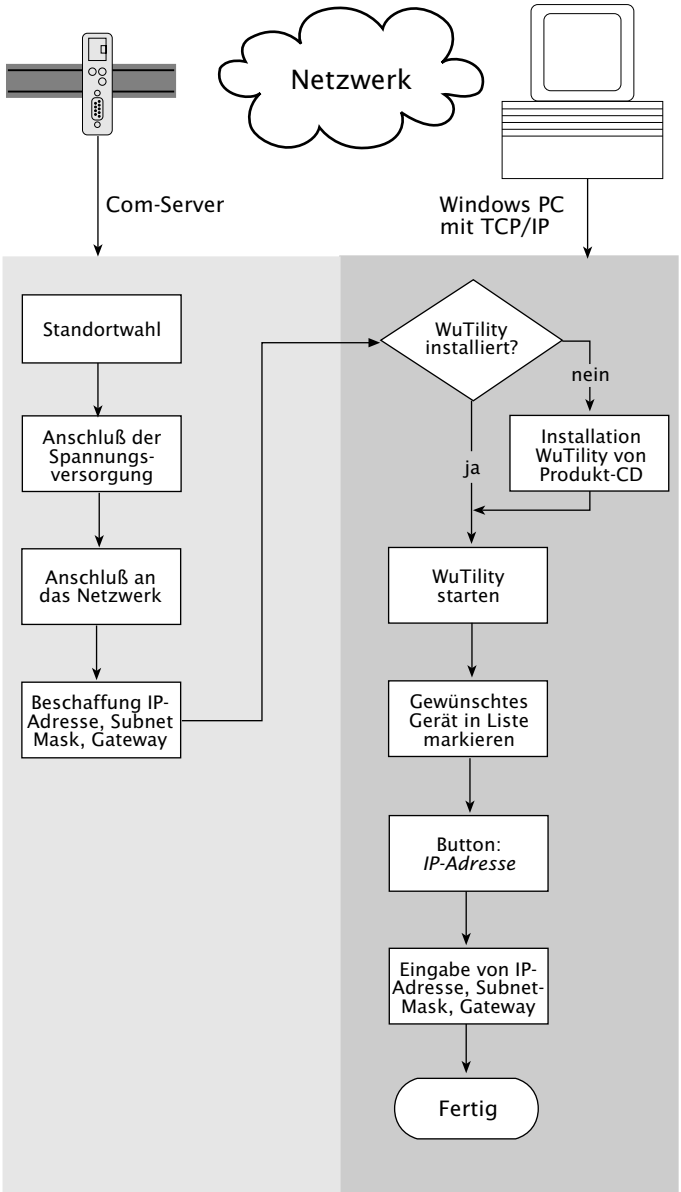 Netzwerk
Com-Server
Windows PC
mit TCP/IP
Standortwahl
Anschluß der
Spannungs-
versorgung
Anschluß an
das Netzwerk
Beschaffung IP-
Adresse, Subnet
Mask, Gateway
WuTility
installiert?
nein
ja
Installation
WuTility von
Produkt-CD
WuTility
starten
Gewünschtes
Gerät in Liste
markieren
Button:
IP-Adresse
Eingabe von IP-
Adresse, Subnet-
Mask, Gateway
Fertig